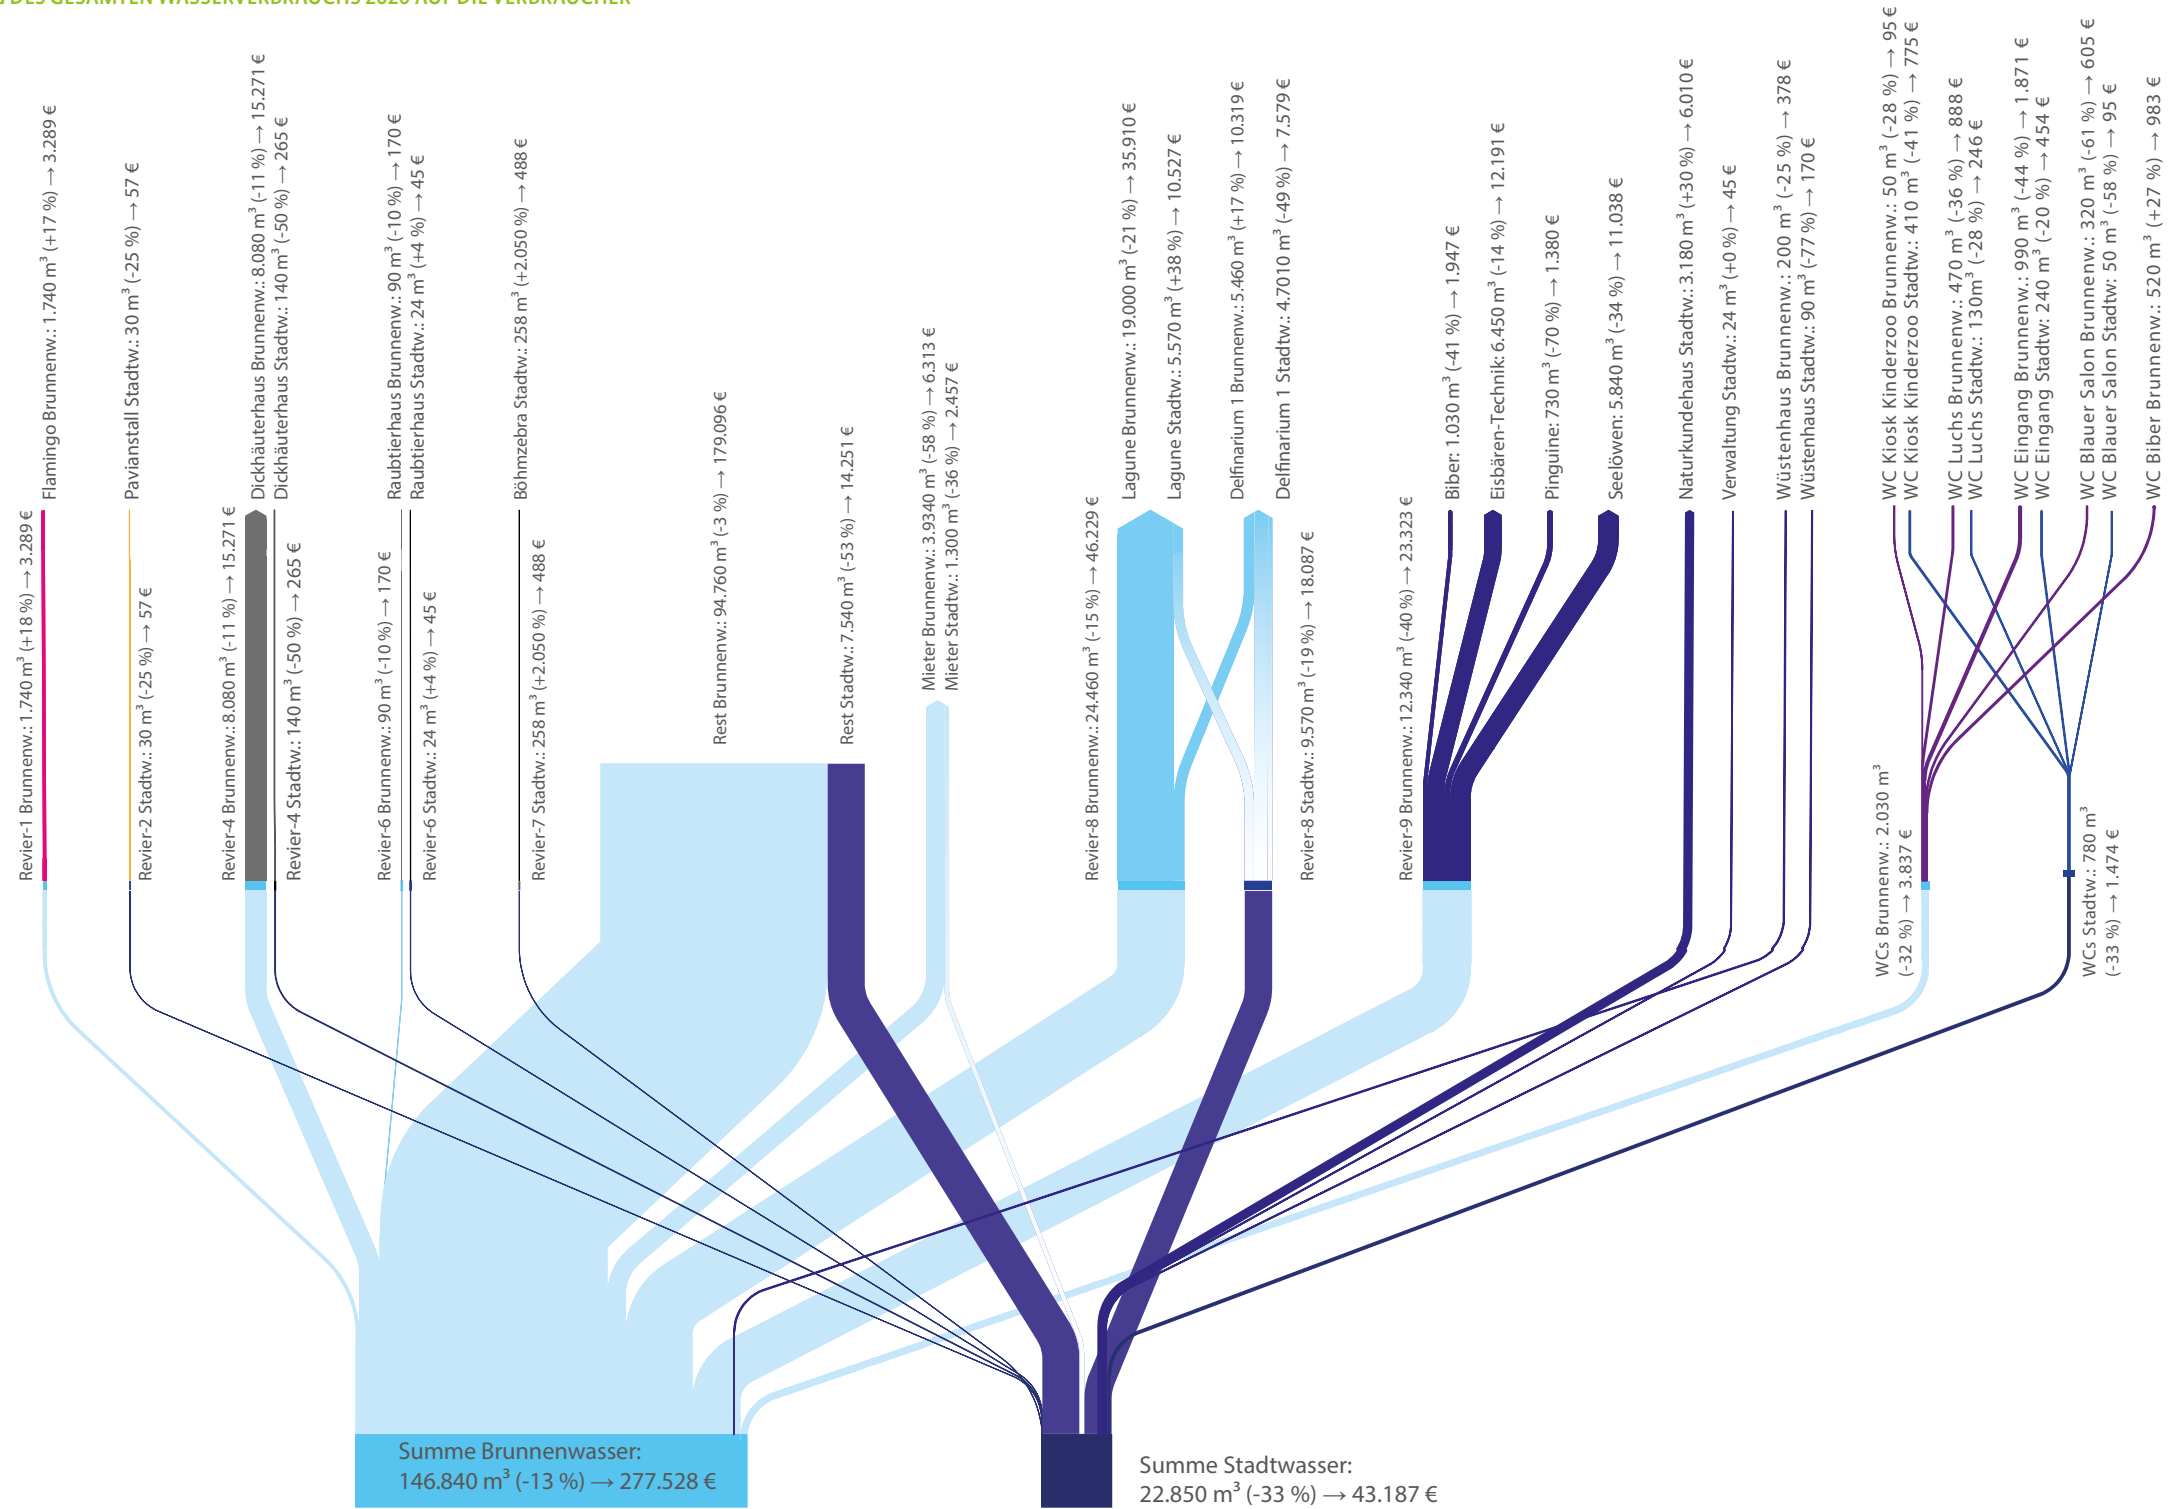 DES GESAMTEN WASSERVERBRAUCHS 2020 AUF DIE VERBRAUCHER
Flamingo Brunnenw.: 1.740 m³ (+17 %) → 3.289 €
Pavianstall Stadtw.: 30 m³ (-25 %) → 57 €
Dickhäuterhaus Brunnenw.: 8.080 m³ (-11 %) → 15.271 €
Dickhäuterhaus Stadtw.: 140 m³ (-50 %) → 265 €
Raubtierhaus Brunnenw.: 90 m³ (-10 %) → 170 €
Raubtierhaus Stadtw.: 24 m³ (+4 %) → 45 €
Böhmzebra Stadtw.: 258 m³ (+2.050 %) → 488 €
Rest Brunnenw.: 94.760 m³ (-3 %) → 179.096 €
Rest Stadtw.: 7.540 m³ (-53 %) → 14.251 €
Mieter Brunnenw.: 3.9340 m³ (-58 %) → 6.313 €
Mieter Stadtw.: 1.300 m³ (-36 %) → 2.457 €
Lagune Brunnenw.: 19.000 m³ (-21 %) → 35.910 €
Lagune Stadtw.: 5.570 m³ (+38 %) → 10.527 €
Delfinarium 1 Brunnenw.: 5.460 m³ (+17 %) → 10.319 €
Delfinarium 1 Stadtw.: 4.7010 m³ (-49 %) → 7.579 €
Biber: 1.030 m³ (-41 %) → 1.947 €
Eisbären-Technik: 6.450 m³ (-14 %) → 12.191 €
Pinguine: 730 m³ (-70 %) → 1.380 €
Seelöwen: 5.840 m³ (-34 %) → 11.038 €
Naturkundehaus Stadtw.: 3.180 m³ (+30 %) → 6.010 €
Verwaltung Stadtw.: 24 m³ (+0 %) → 45 €
Wüstenhaus Brunnenw.: 200 m³ (-25 %) → 378 €
Wüstenhaus Stadtw.: 90 m³ (-77 %) → 170 €
WC Kiosk Kinderzoo Brunnenw.: 50 m³ (-28 %) → 95 €
WC Kiosk Kinderzoo Stadtw.: 410 m³ (-41 %) → 775 €
WC Luchs Brunnenw.: 470 m³ (-36 %) → 888 €
WC Luchs Stadtw.: 130m³ (-28 %) → 246 €
WC Eingang Brunnenw.: 990 m³ (-44 %) → 1.871 €
WC Eingang Stadtw: 240 m³ (-20 %) → 454 €
WC Blauer Salon Brunnenw.: 320 m³ (-61 %) → 605 €
WC Blauer Salon Stadtw: 50 m³ (-58 %) → 95 €
WC Biber Brunnenw.: 520 m³ (+27 %) → 983 €
Revier-1 Brunnenw.: 1.740 m³ (+18 %) → 3.289 €
Revier-2 Stadtw.: 30 m³ (-25 %) → 57 €
Revier-4 Brunnenw.: 8.080 m³ (-11 %) → 15.271 €
Revier-4 Stadtw.: 140 m³ (-50 %) → 265 €
Revier-6 Brunnenw.: 90 m³ (-10 %) → 170 €
Revier-6 Stadtw.: 24 m³ (+4 %) → 45 €
Revier-7 Stadtw.: 258 m³ (+2.050 %) → 488 €
Revier-8 Brunnenw.: 24.460 m³ (-15 %) → 46.229 €
Revier-8 Stadtw.: 9.570 m³ (-19 %) → 18.087 €
Revier-9 Brunnenw.: 12.340 m³ (-40 %) → 23.323 €
WCs Brunnenw.: 2.030 m³
(-32 %) → 3.837 €
WCs Stadtw.: 780 m³
(-33 %) → 1.474 €
Summe Brunnenwasser:
146.840 m³ (-13 %) → 277.528 €
Summe Stadtwasser:
22.850 m³ (-33 %) → 43.187 €